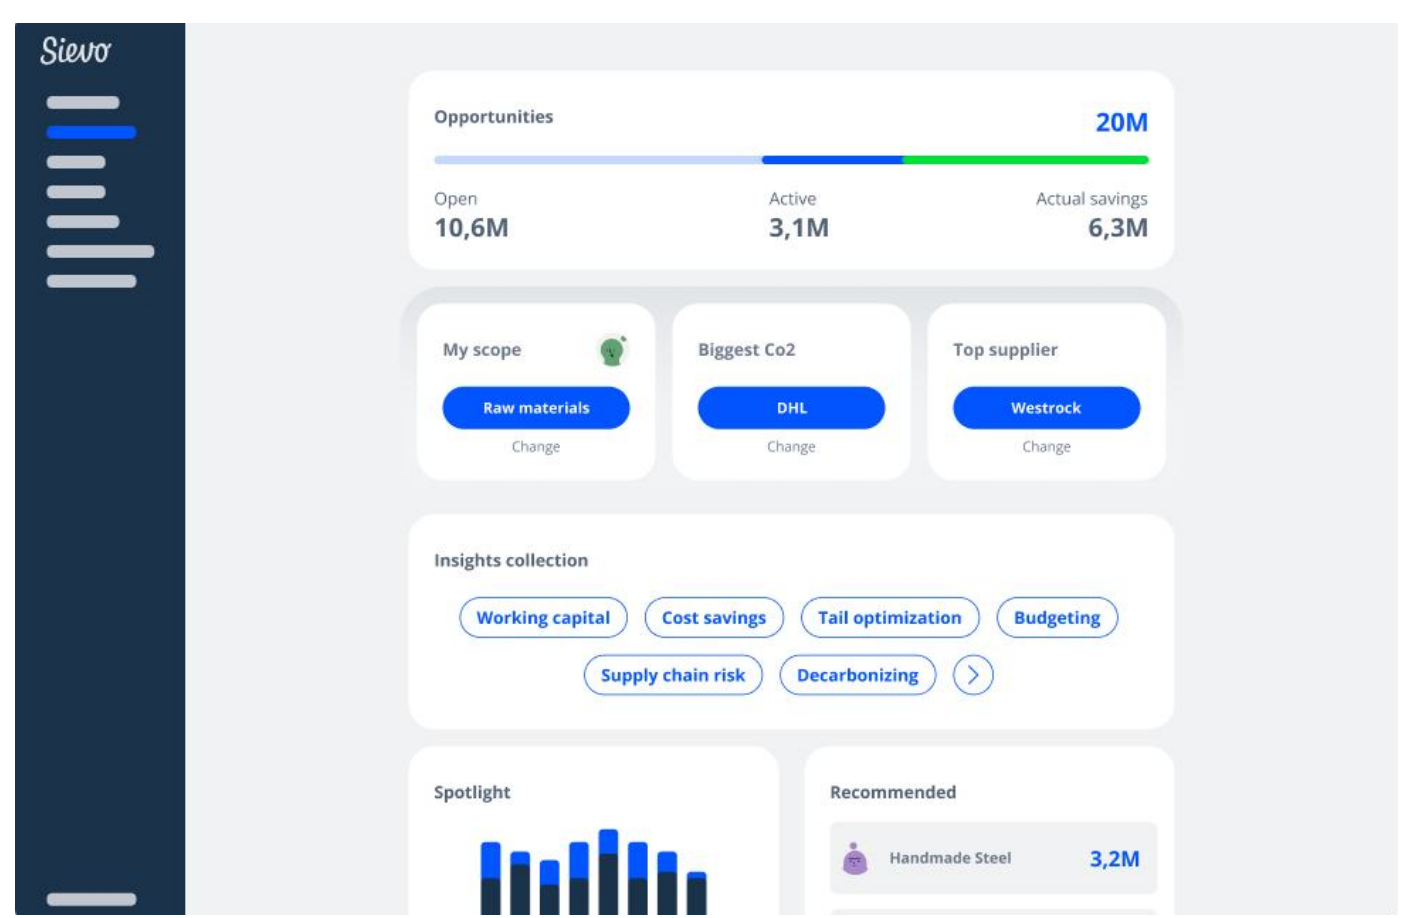 Sievo
Opportunities
20M
Open
Active
Actual savings
10,6M
3,1M
6,3M
My scope
Biggest Co2
Top supplier
Raw materials
DHL
Westrock
Change
Change
Change
Insights collection
Working capital
Cost savings
Tail optimization
Budgeting
Supply chain risk
Decarbonizing
Spotlight
Recommended
Handmade Steel
3,2M